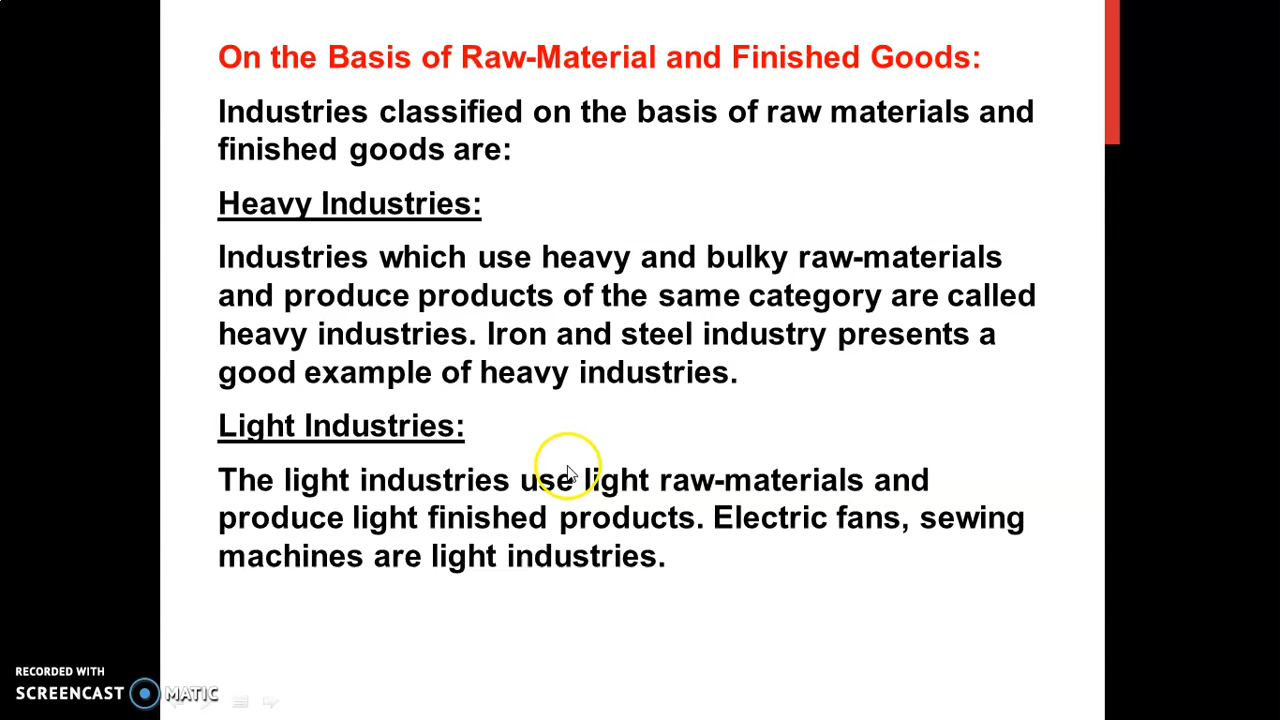 On the Basis of Raw-Material and Finished Goods:
Industries classified on the basis of raw materials and
finished goods are:
Heavy Industries:
Industries which use heavy and bulky raw-materials
and produce products of the same category are called
heavy industries. Iron and steel industry presents a
good example of heavy industries.
Light Industries:
The light industries use light raw-materials and
produce light finished products. Electric fans, sewing
machines are light industries.
RECORDED WITH
SCREENCAST MATIC